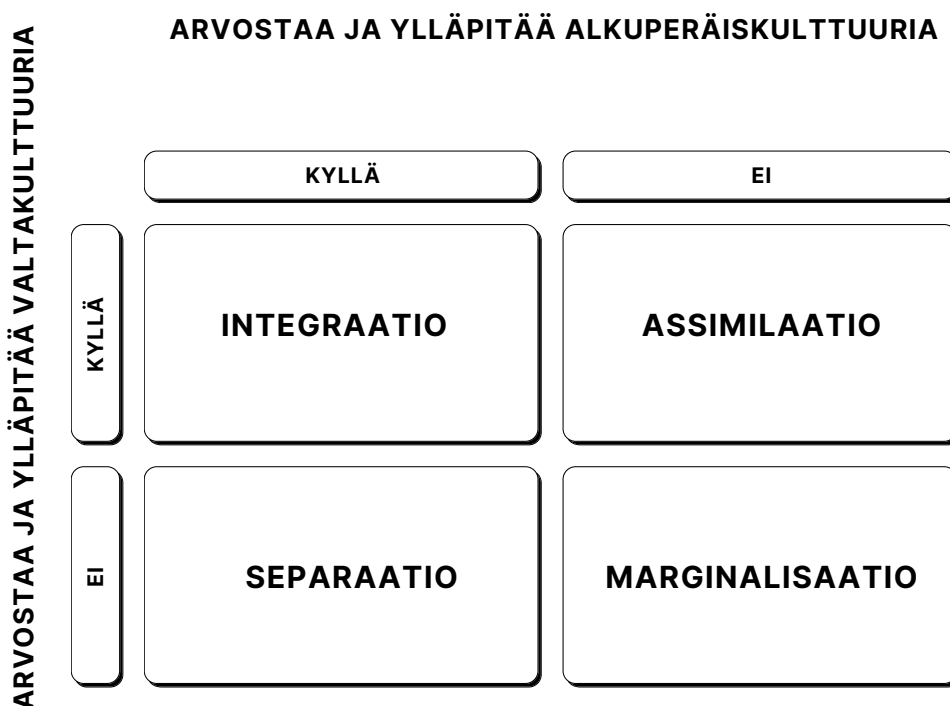 ARVOSTAA JA YLLÄPITÄÄ ALKUPERÄISKULTTUURIA
ARVOSTAA JA YLLÄPITÄÄ VALTAKULTTUURIA
KYLLÄ
EI
KYLLÄ
INTEGRAATIO
ASSIMILAATIO
EI
SEPARAATIO
MARGINALISAATIO